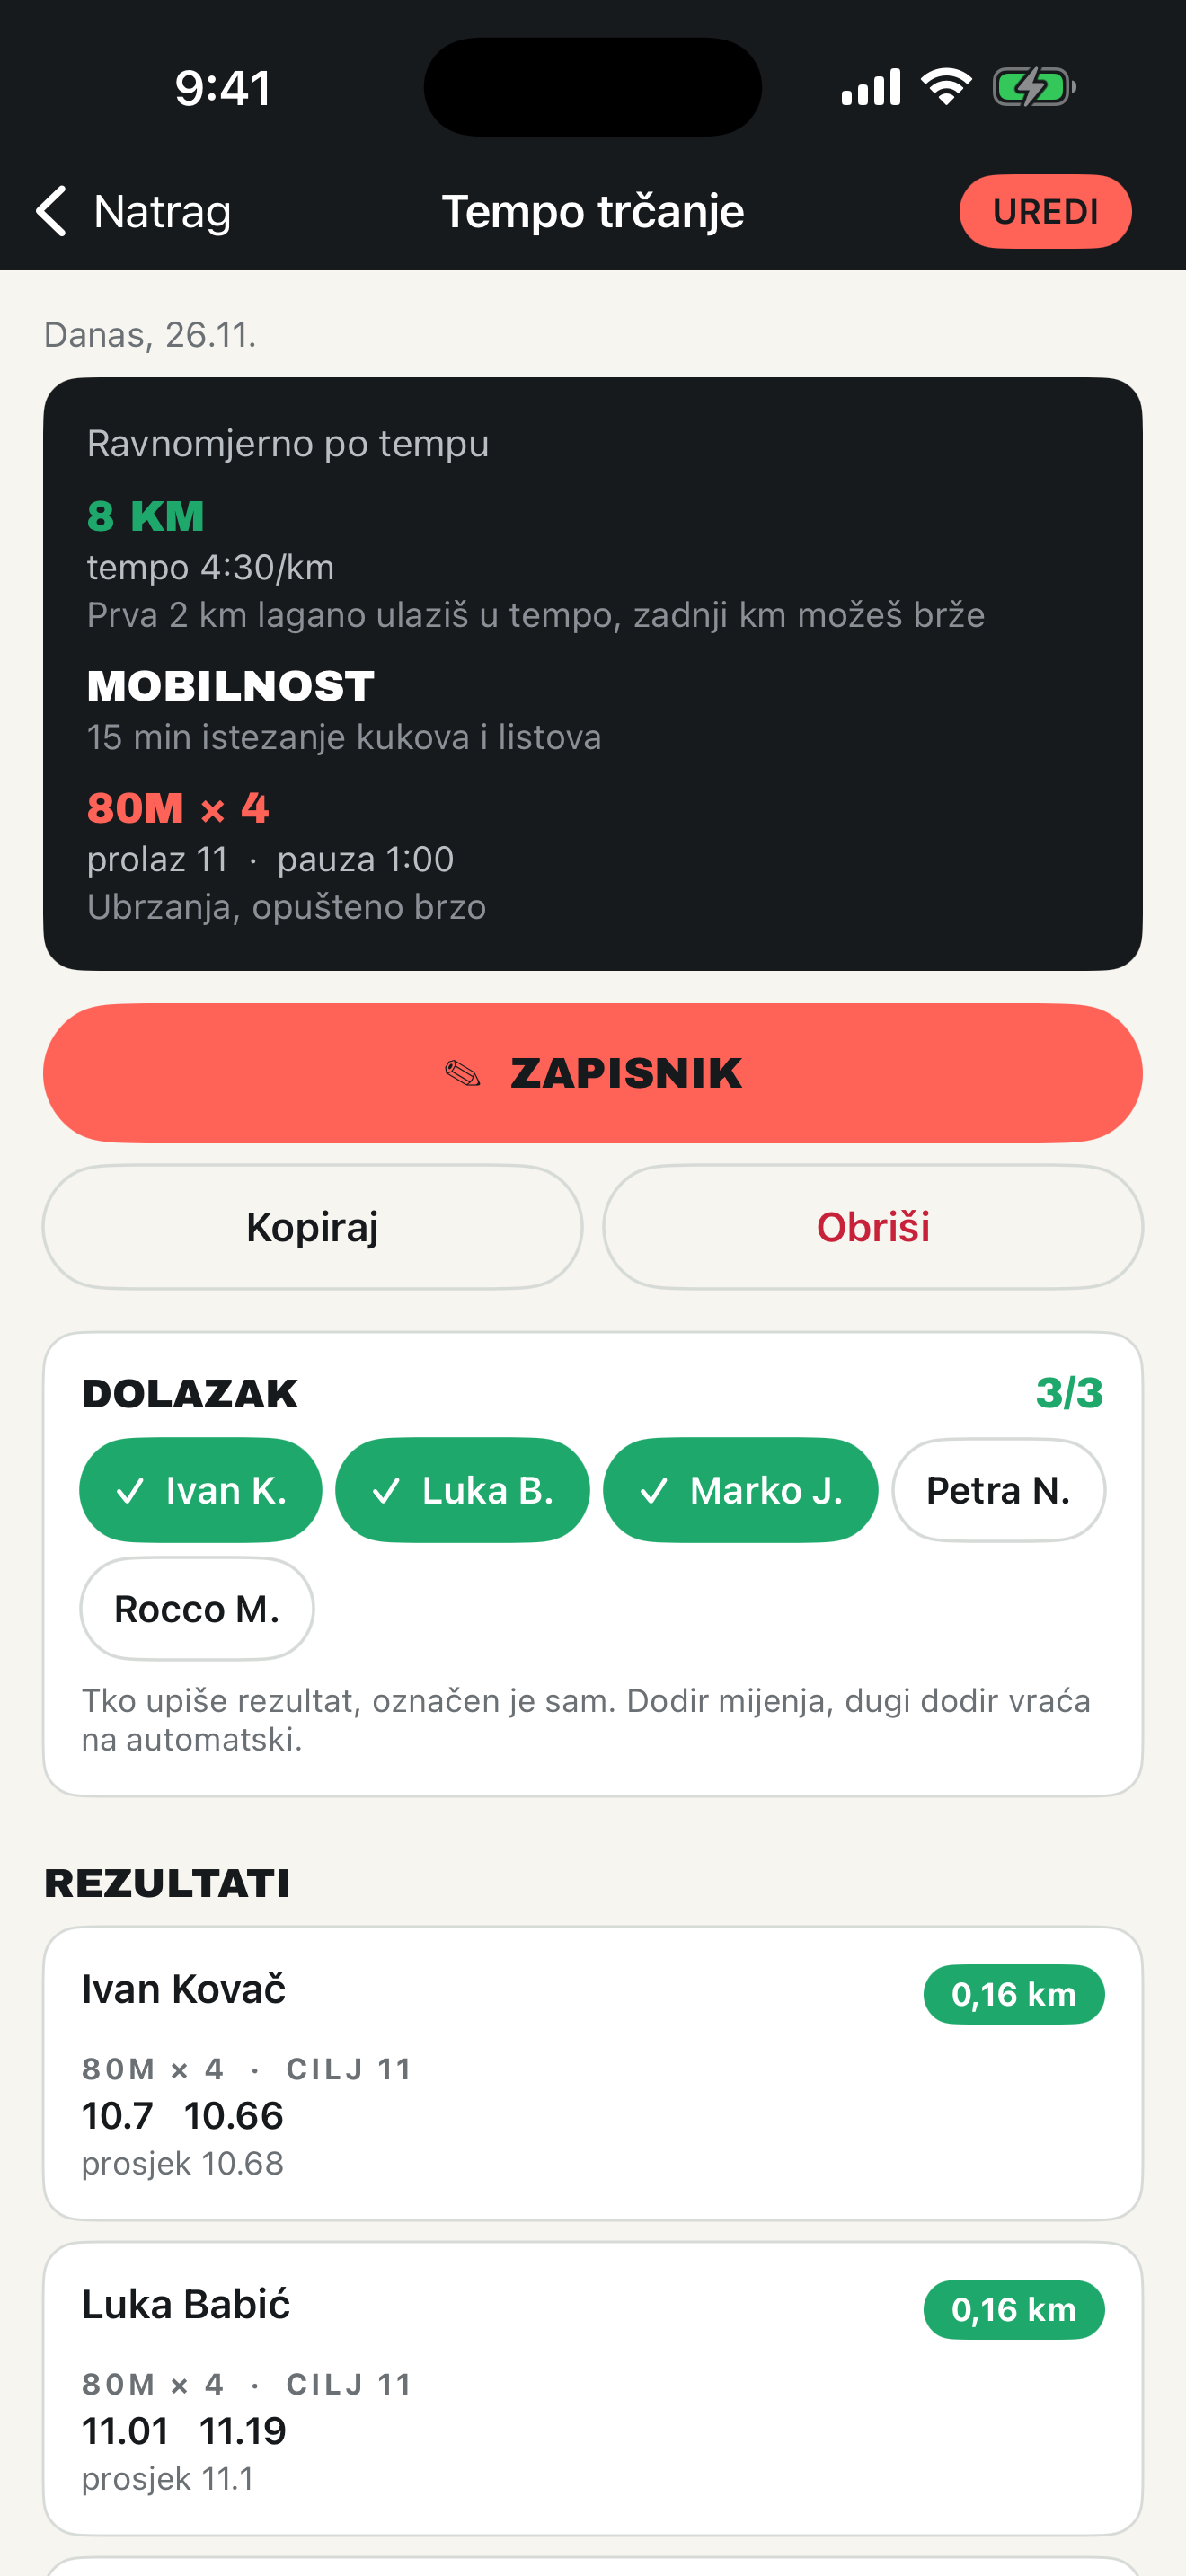 9:41
Natrag
Tempo trčanje
UREDI
Danas, 26.11.
Ravnomjerno po tempu
8 KM
tempo 4:30/km
Prva 2 km lagano ulaziš u tempo, zadnji km možeš brže
MOBILNOST
15 min istezanje kukova i listova
80M × 4
prolaz 11 · pauza 1:00
Ubrzanja, opušteno brzo
✎ ZAPISNIK
Kopiraj
Obriši
DOLAZAK
3/3
✓ Ivan K.
✓ Luka B.
✓ Marko J.
Petra N.
Rocco M.
Tko upiše rezultat, označen je sam. Dodir mijenja, dugi dodir vraća
na automatski.
REZULTATI
Ivan Kovač
0,16 km
80M × 4 · CILJ 11
10.7 10.66
prosjek 10.68
Luka Babić
0,16 km
80M × 4 · CILJ 11
11.01 11.19
prosjek 11.1